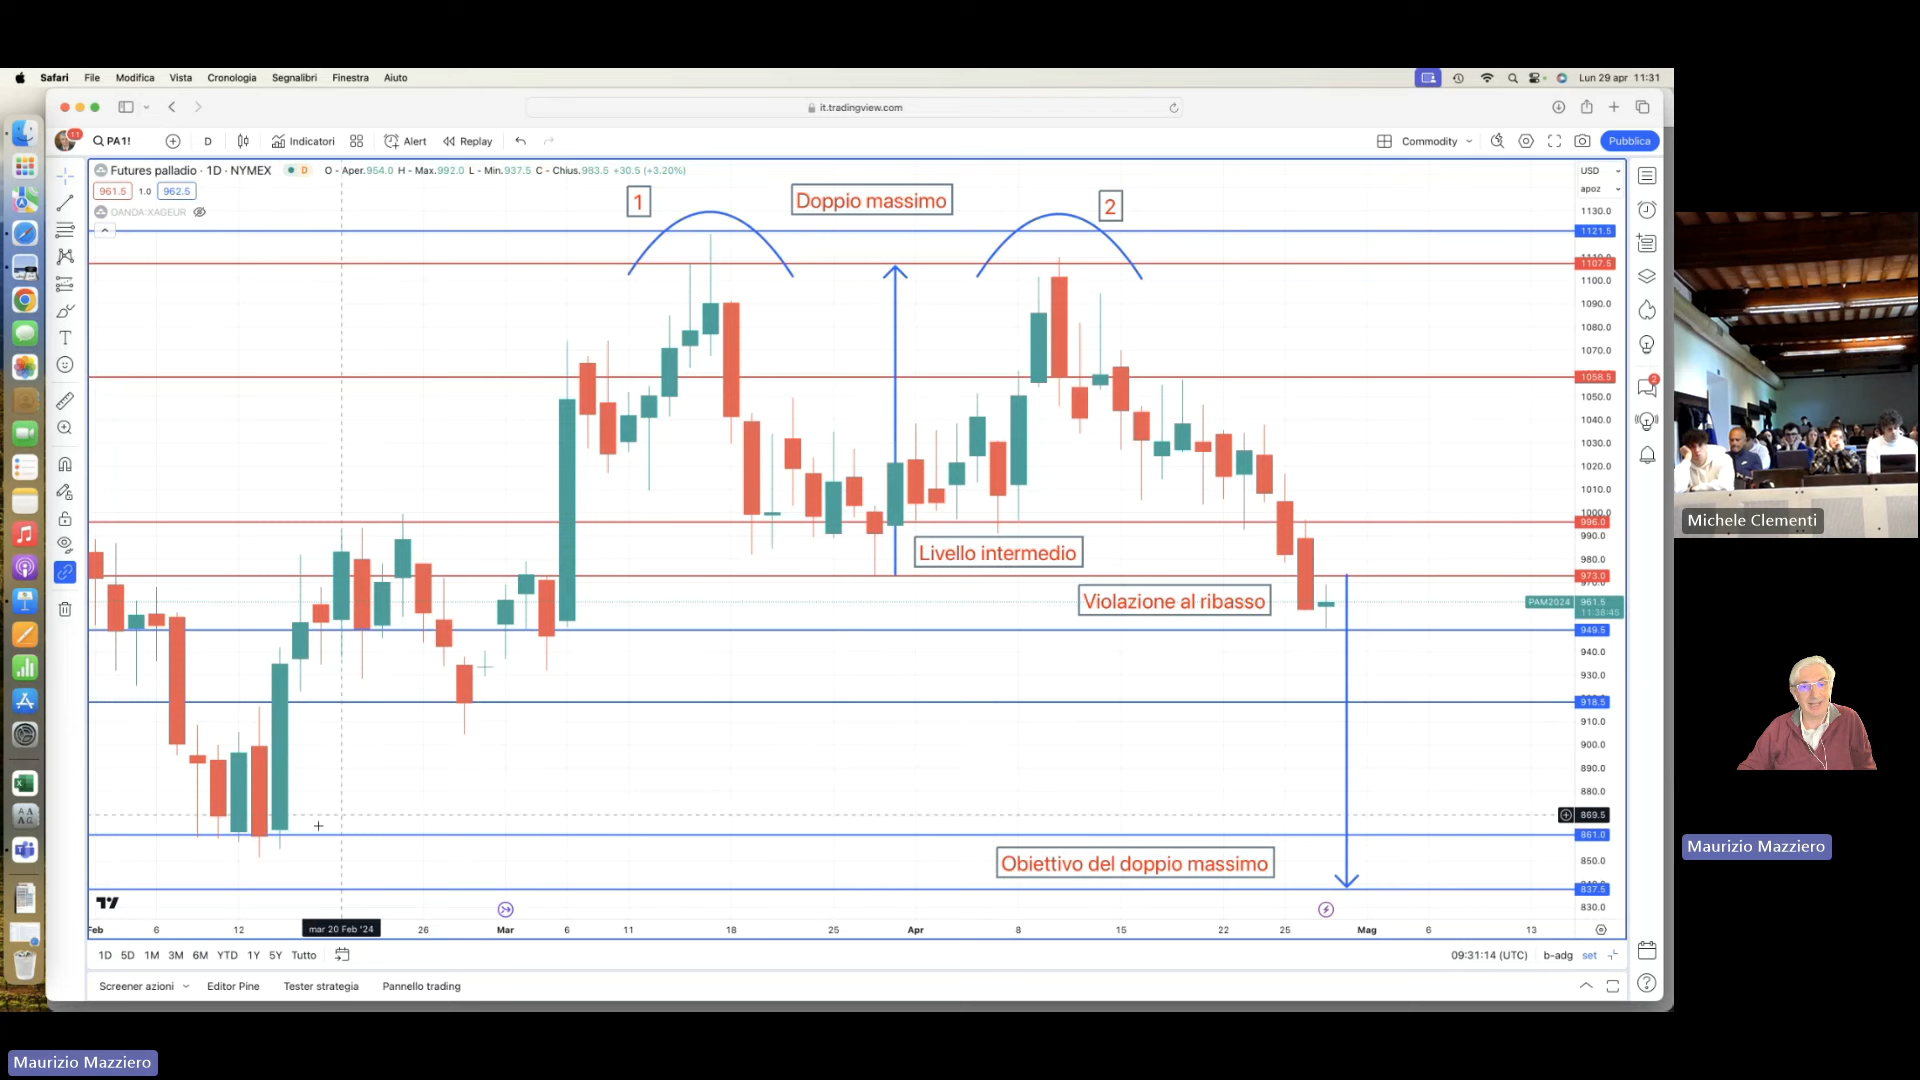 Safari File Modifica Vista Cronologia Segnalibri Finestra Aiuto
Lun 29 apr 11:31
it.tradingview.com
11
PA1!
D
Indicatori
Alert
Replay
Commodity
Pubblica
Futures palladio · 1D · NYMEX
D
O - Aper.954.0 H - Max.992.0 L - Min.937.5 C - Chius.983.5 +30.5 (+3.20%)
961.5 1.0 962.5
OANDA:XAGEUR
USD
apoz
1
Doppio massimo
2
Livello intermedio
Violazione al ribasso
Obiettivo del doppio massimo
1130.0
1121.5
1107.5
1100.0
1090.0
1080.0
1070.0
1058.5
1050.0
1040.0
1030.0
1020.0
1010.0
1000.0
996.0
990.0
980.0
973.0
PAM2024 961.5
11:38:45
949.5
940.0
930.0
918.5
910.0
900.0
890.0
880.0
869.5
861.0
850.0
837.5
830.0
Feb 6 12 mar 20 Feb '24 26 Mar 6 11 18 25 Apr 8 15 22 25 Mag 6 13
1D 5D 1M 3M 6M YTD 1Y 5Y Tutto
09:31:14 (UTC) b-adg set
Screener azioni Editor Pine Tester strategia Pannello trading
2
Michele Clementi
Maurizio Mazziero
Maurizio Mazziero